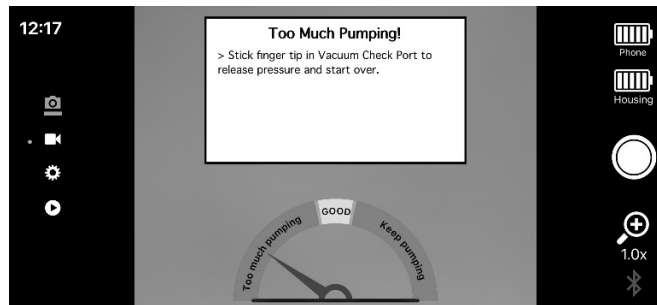 12:17
Too Much Pumping!
> Stick finger tip in Vacuum Check Port to
release pressure and start over.
Phone
Housing
Too much pumping
GOOD
Keep pumping
1.0x